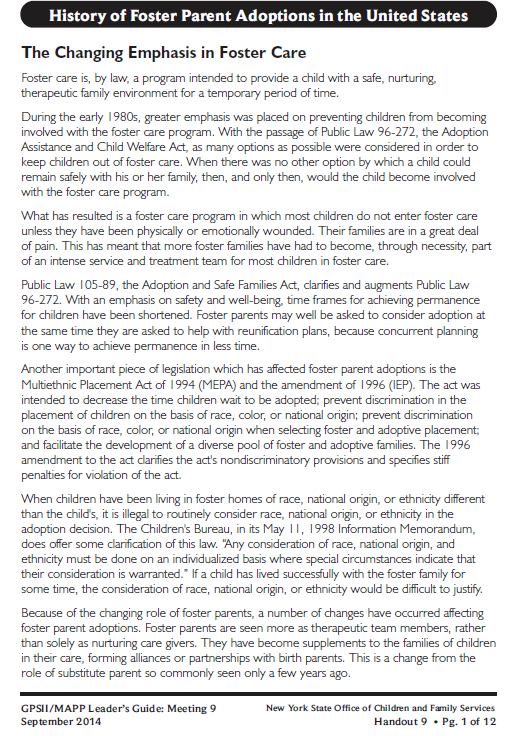 History of Foster Parent Adoptions in the United States
The Changing Emphasis in Foster Care
Foster care is, by law, a program intended to provide a child with a safe, nurturing,
therapeutic family environment for a temporary period of time.
During the early 1980s, greater emphasis was placed on preventing children from becoming
involved with the foster care program. With the passage of Public Law 96-272, the Adoption
Assistance and Child Welfare Act, as many options as possible were considered in order to
keep children out of foster care. When there was no other option by which a child could
remain safely with his or her family, then, and only then, would the child become involved
with the foster care program.
What has resulted is a foster care program in which most children do not enter foster care
unless they have been physically or emotionally wounded. Their families are in a great deal
of pain. This has meant that more foster families have had to become, through necessity, part
of an intense service and treatment team for most children in foster care.
Public Law 105-89, the Adoption and Safe Families Act, clarifies and augments Public Law
96-272. With an emphasis on safety and well-being, time frames for achieving permanence
for children have been shortened. Foster parents may well be asked to consider adoption at
the same time they are asked to help with reunification plans, because concurrent planning
is one way to achieve permanence in less time.
Another important piece of legislation which has affected foster parent adoptions is the
Multiethnic Placement Act of 1994 (MEPA) and the amendment of 1996 (IEP). The act was
intended to decrease the time children wait to be adopted; prevent discrimination in the
placement of children on the basis of race, color, or national origin; prevent discrimination
on the basis of race, color, or national origin when selecting foster and adoptive placement;
and facilitate the development of a diverse pool of foster and adoptive families. The 1996
amendment to the act clarifies the act's nondiscriminatory provisions and specifies stiff
penalties for violation of the act.
When children have been living in foster homes of race, national origin, or ethnicity different
than the child's, it is illegal to routinely consider race, national origin, or ethnicity in the
adoption decision. The Children's Bureau, in its May 11, 1998 Information Memorandum,
does offer some clarification of this law. "Any consideration of race, national origin, and
ethnicity must be done on an individualized basis where special circumstances indicate that
their consideration is warranted." If a child has lived successfully with the foster family for
some time, the consideration of race, national origin, or ethnicity would be difficult to justify.
Because of the changing role of foster parents, a number of changes have occurred affecting
foster parent adoptions. Foster parents are seen more as therapeutic team members, rather
than solely as nurturing care givers. They have become supplements to the families of children
in their care, forming alliances or partnerships with birth parents. This is a change from the
role of substitute parent so commonly seen only a few years ago.
GPSII/MAPP Leader's Guide: Meeting 9
September 2014
New York State Office of Children and Family Services
Handout 9 • Pg. 1 of 12